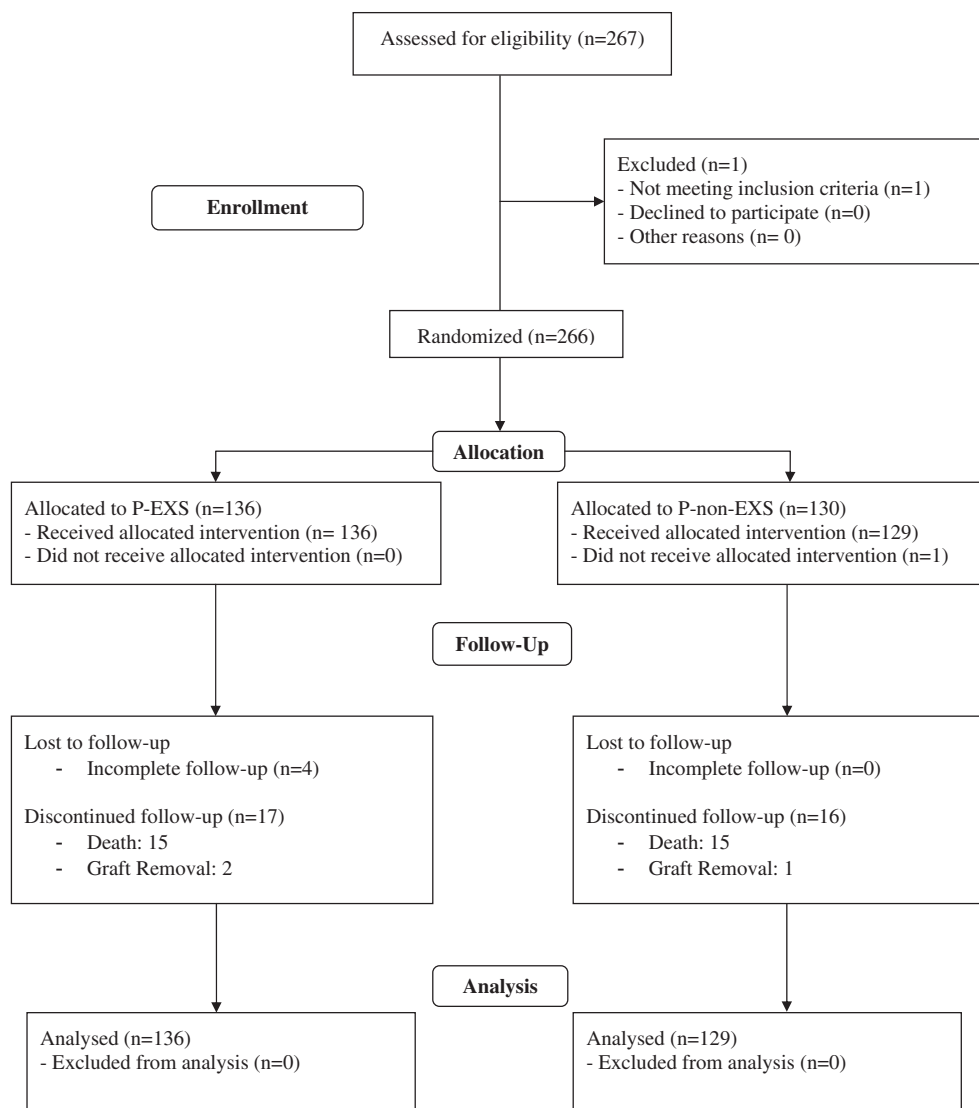 Assessed for eligibility (n=267)
Excluded (n=1)
- Not meeting inclusion criteria (n=1)
- Declined to participate (n=0)
- Other reasons (n= 0)
Enrollment
Randomized (n=266)
Allocation
Allocated to P-EXS (n=136)
- Received allocated intervention (n= 136)
- Did not receive allocated intervention (n=0)
Allocated to P-non-EXS (n=130)
- Received allocated intervention (n=129)
- Did not receive allocated intervention (n=1)
Follow-Up
Lost to follow-up
- Incomplete follow-up (n=4)
Discontinued follow-up (n=17)
- Death: 15
- Graft Removal: 2
Lost to follow-up
- Incomplete follow-up (n=0)
Discontinued follow-up (n=16)
- Death: 15
- Graft Removal: 1
Analysis
Analysed (n=136)
- Excluded from analysis (n=0)
Analysed (n=129)
- Excluded from analysis (n=0)